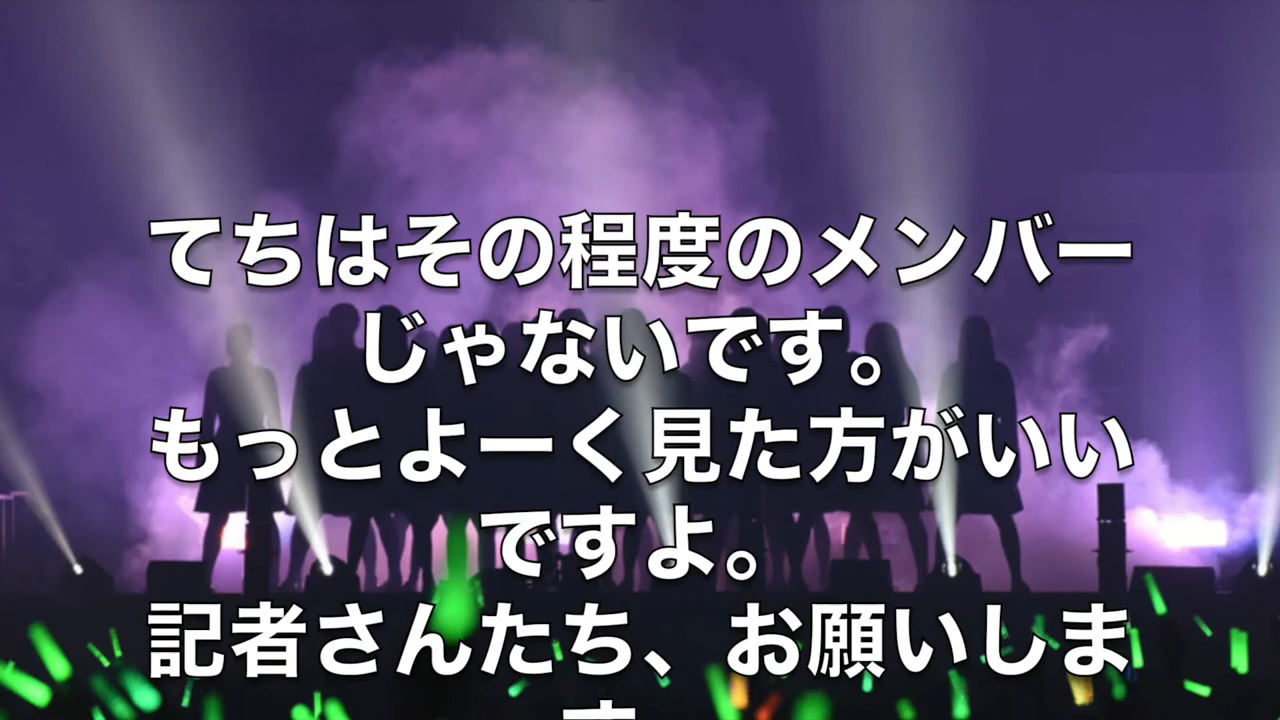 てちはその程度のメンバー
じゃないです。
もっとよーく見た方がいい
ですよ。
記者さんたち、お願いしま